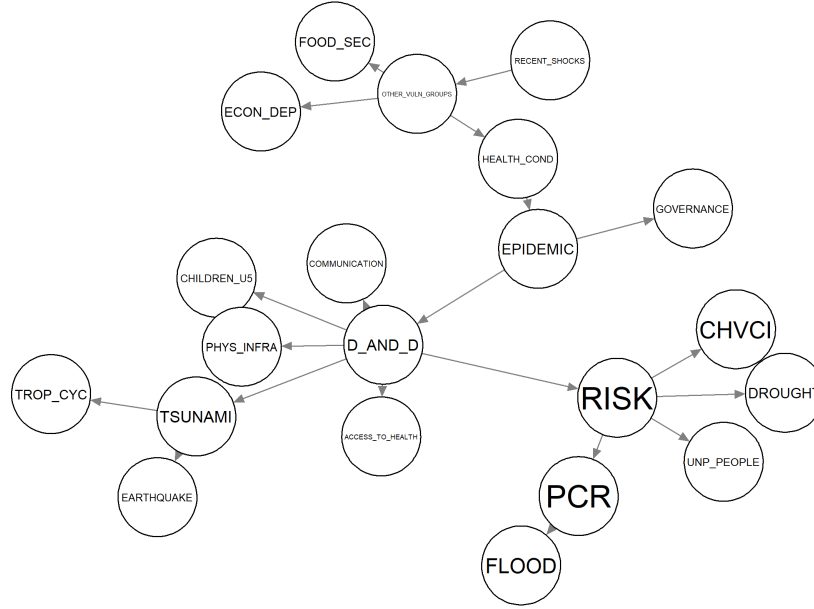 FOOD_SEC
RECENT_SHOCKS
OTHER_VULN_GROUPS
ECON_DEP
HEALTH_COND
GOVERNANCE
EPIDEMIC
COMMUNICATION
CHILDREN_U5
CHVCI
PHYS_INFRA
D_AND_D
TROP_CYC
RISK
DROUGHT
TSUNAMI
ACCESS_TO_HEALTH
UNP_PEOPLE
EARTHQUAKE
PCR
FLOOD